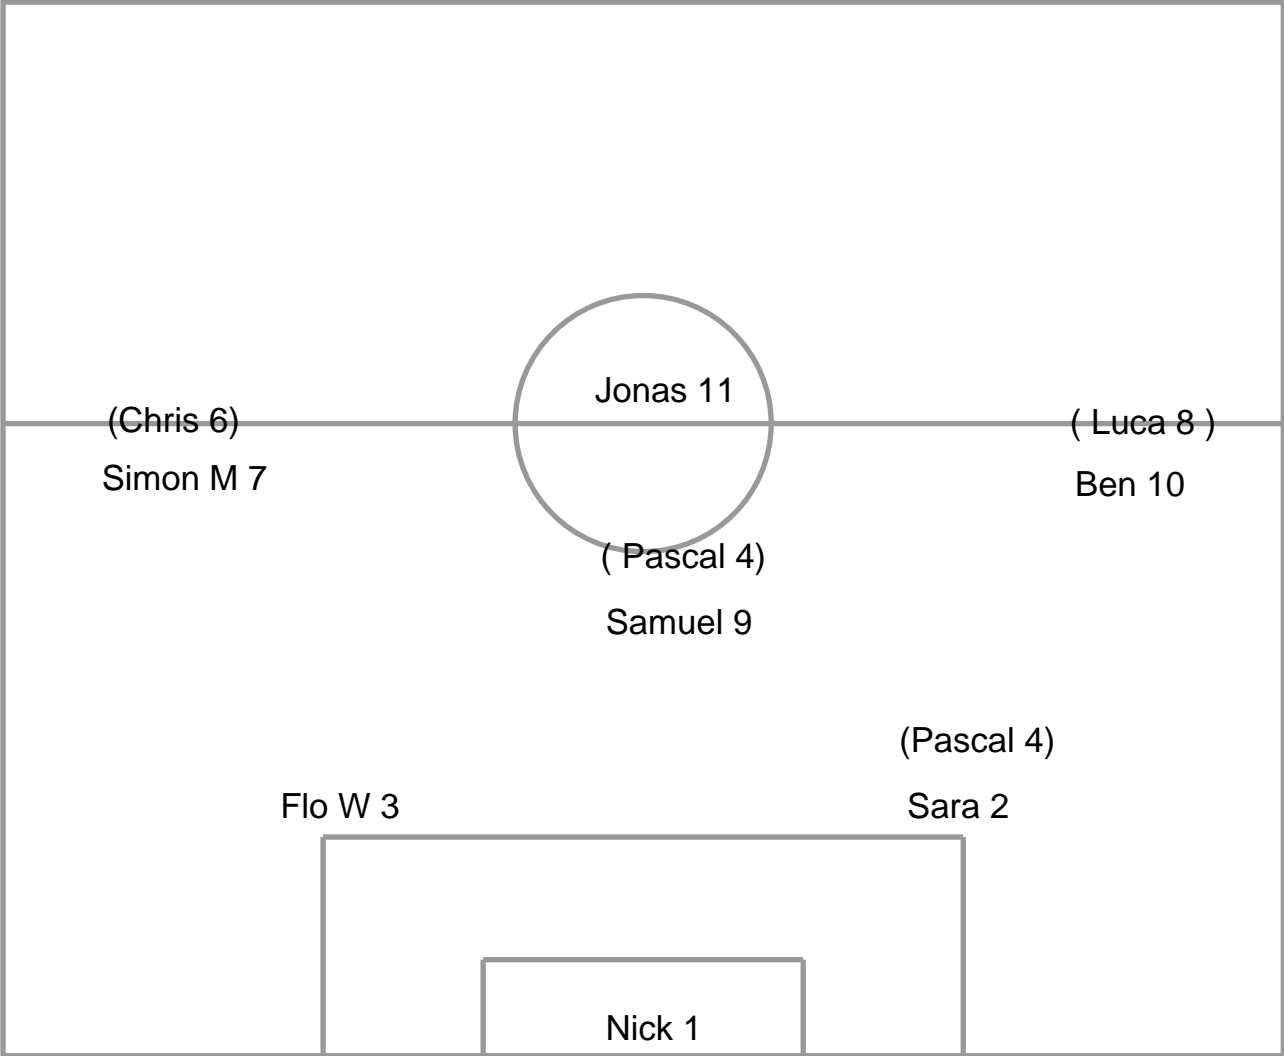 Jonas 11
(Chris 6)
( Luca 8 )
Simon M 7
Ben 10
( Pascal 4)
Samuel 9
(Pascal 4)
Flo W 3
Sara 2
Nick 1